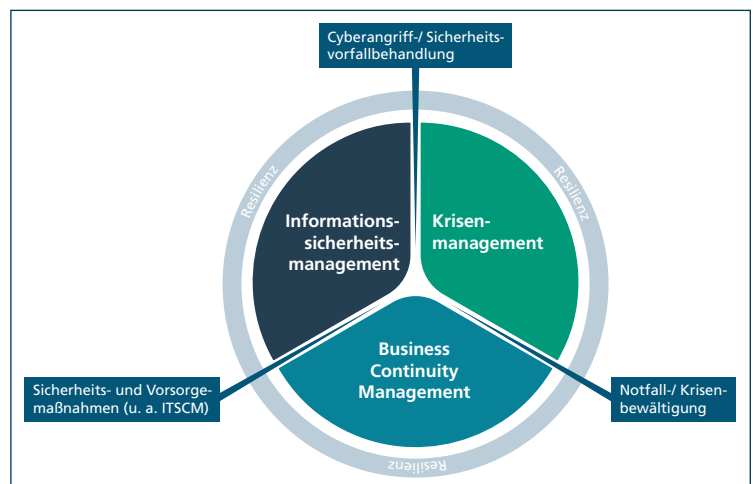 Cyberangriff-/ Sicherheits-
vorfallbehandlung
Resilienz
Resilienz
Informations-
sicherheits-
management
Krisen-
management
Business
Continuity
Management
Sicherheits- und Vorsorge-
maßnahmen (u. a. ITSCM)
Notfall-/ Krisen-
bewältigung
Resilienz